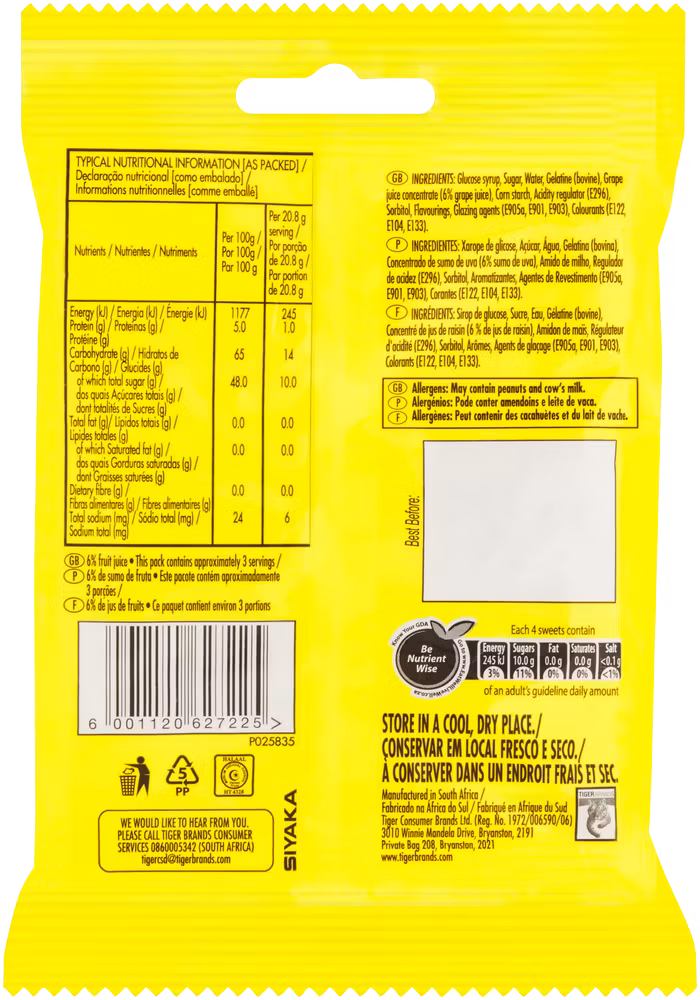 TYPICAL NUTRITIONAL INFORMATION [AS PACKED] /
Declaração nutricional [como embalado] /
Informations nutritionnelles [comme emballé]
Nutrients / Nutrientes / Nutriments
Per 100g /
Por 100g /
Par 100 g
Per 20.8 g
serving /
Por porção
de 20.8 g /
Par portion
de 20.8 g
Energy (kJ) / Energia (kJ) / Énergie (kJ) 1177 245
Protein (g) / Proteínas (g) / 5.0 1.0
Protéine (g)
Carbohydrate (g) / Hidratos de 65 14
Carbono (g) / Glucides (g)
of which total sugar (g) / 48.0 10.0
dos quais Açúcares totais (g) /
dont totalités de Sucres (g)
Total fat (g)/ Lípidos totais (g) / 0.0 0.0
Lipides totales (g)
of which Saturated fat (g) / 0.0 0.0
dos quais Gorduras saturadas (g) /
dont Graisses saturées (g)
Dietary fibre (g) / 0.0 0.0
Fibras alimentares (g) / Fibres alimentaires (g)
Total sodium (mg) / Sódio total (mg) / 24 6
Sodium total (mg)
GB 6% fruit juice • This pack contains approximately 3 servings /
P 6% de sumo de fruta • Este pacote contém aproximadamente
3 porções /
F 6% de jus de fruits • Ce paquet contient environ 3 portions
6 001120 627225 >
P025835
5
PP
HALAAL
HT 4328
WE WOULD LIKE TO HEAR FROM YOU.
PLEASE CALL TIGER BRANDS CONSUMER
SERVICES 0860005342 (SOUTH AFRICA)
tigercsd@tigerbrands.com
SIYAKA
GB INGREDIENTS: Glucose syrup, Sugar, Water, Gelatine (bovine), Grape
juice concentrate (6% grape juice), Corn starch, Acidity regulator (E296),
Sorbitol, Flavourings, Glazing agents (E905a, E901, E903), Colourants (E122,
E104, E133).
P INGREDIENTES: Xarope de glicose, Açúcar, Água, Gelatina (bovina),
Concentrado de sumo de uva (6% sumo de uva), Amido de milho, Regulador
de acidez (E296), Sorbitol, Aromatizantes, Agentes de Revestimento (E905a,
E901, E903), Corantes (E122, E104, E133).
F INGRÉDIENTS: Sirop de glucose, Sucre, Eau, Gelatine (bovine),
Concentré de jus de raisin (6 % de jus de raisin), Amidon de maïs, Régulateur
d'acidité (E296), Sorbitol, Arômes, Agents de glaçage (E905a, E901, E903),
Colorants (E122, E104, E133).
GB Allergens: May contain peanuts and cow's milk.
P Alergénios: Pode conter amendoins e leite de vaca.
F Allergènes: Peut contenir des cacahuètes et du lait de vache.
Best Before:
Know Your GDA
Be
Nutrient
Wise
Go to www.EatWellLiveWell.co.za
Each 4 sweets contain
Energy Sugars Fat Saturates Salt
245 kJ 10.0 g 0.0 g 0.0 g <0.1g
3% 11% 0% 0% <1%
of an adult's guideline daily amount
STORE IN A COOL, DRY PLACE./
CONSERVAR EM LOCAL FRESCO E SECO./
À CONSERVER DANS UN ENDROIT FRAIS ET SEC.
Manufactured in South Africa /
Fabricado na África do Sul / Fabriqué en Afrique du Sud
Tiger Consumer Brands Ltd. (Reg. No. 1972/006590/06)
3010 Winnie Mandela Drive, Bryanston, 2191
Private Bag 208, Bryanston, 2021
www.tigerbrands.com
TIGER BRANDS